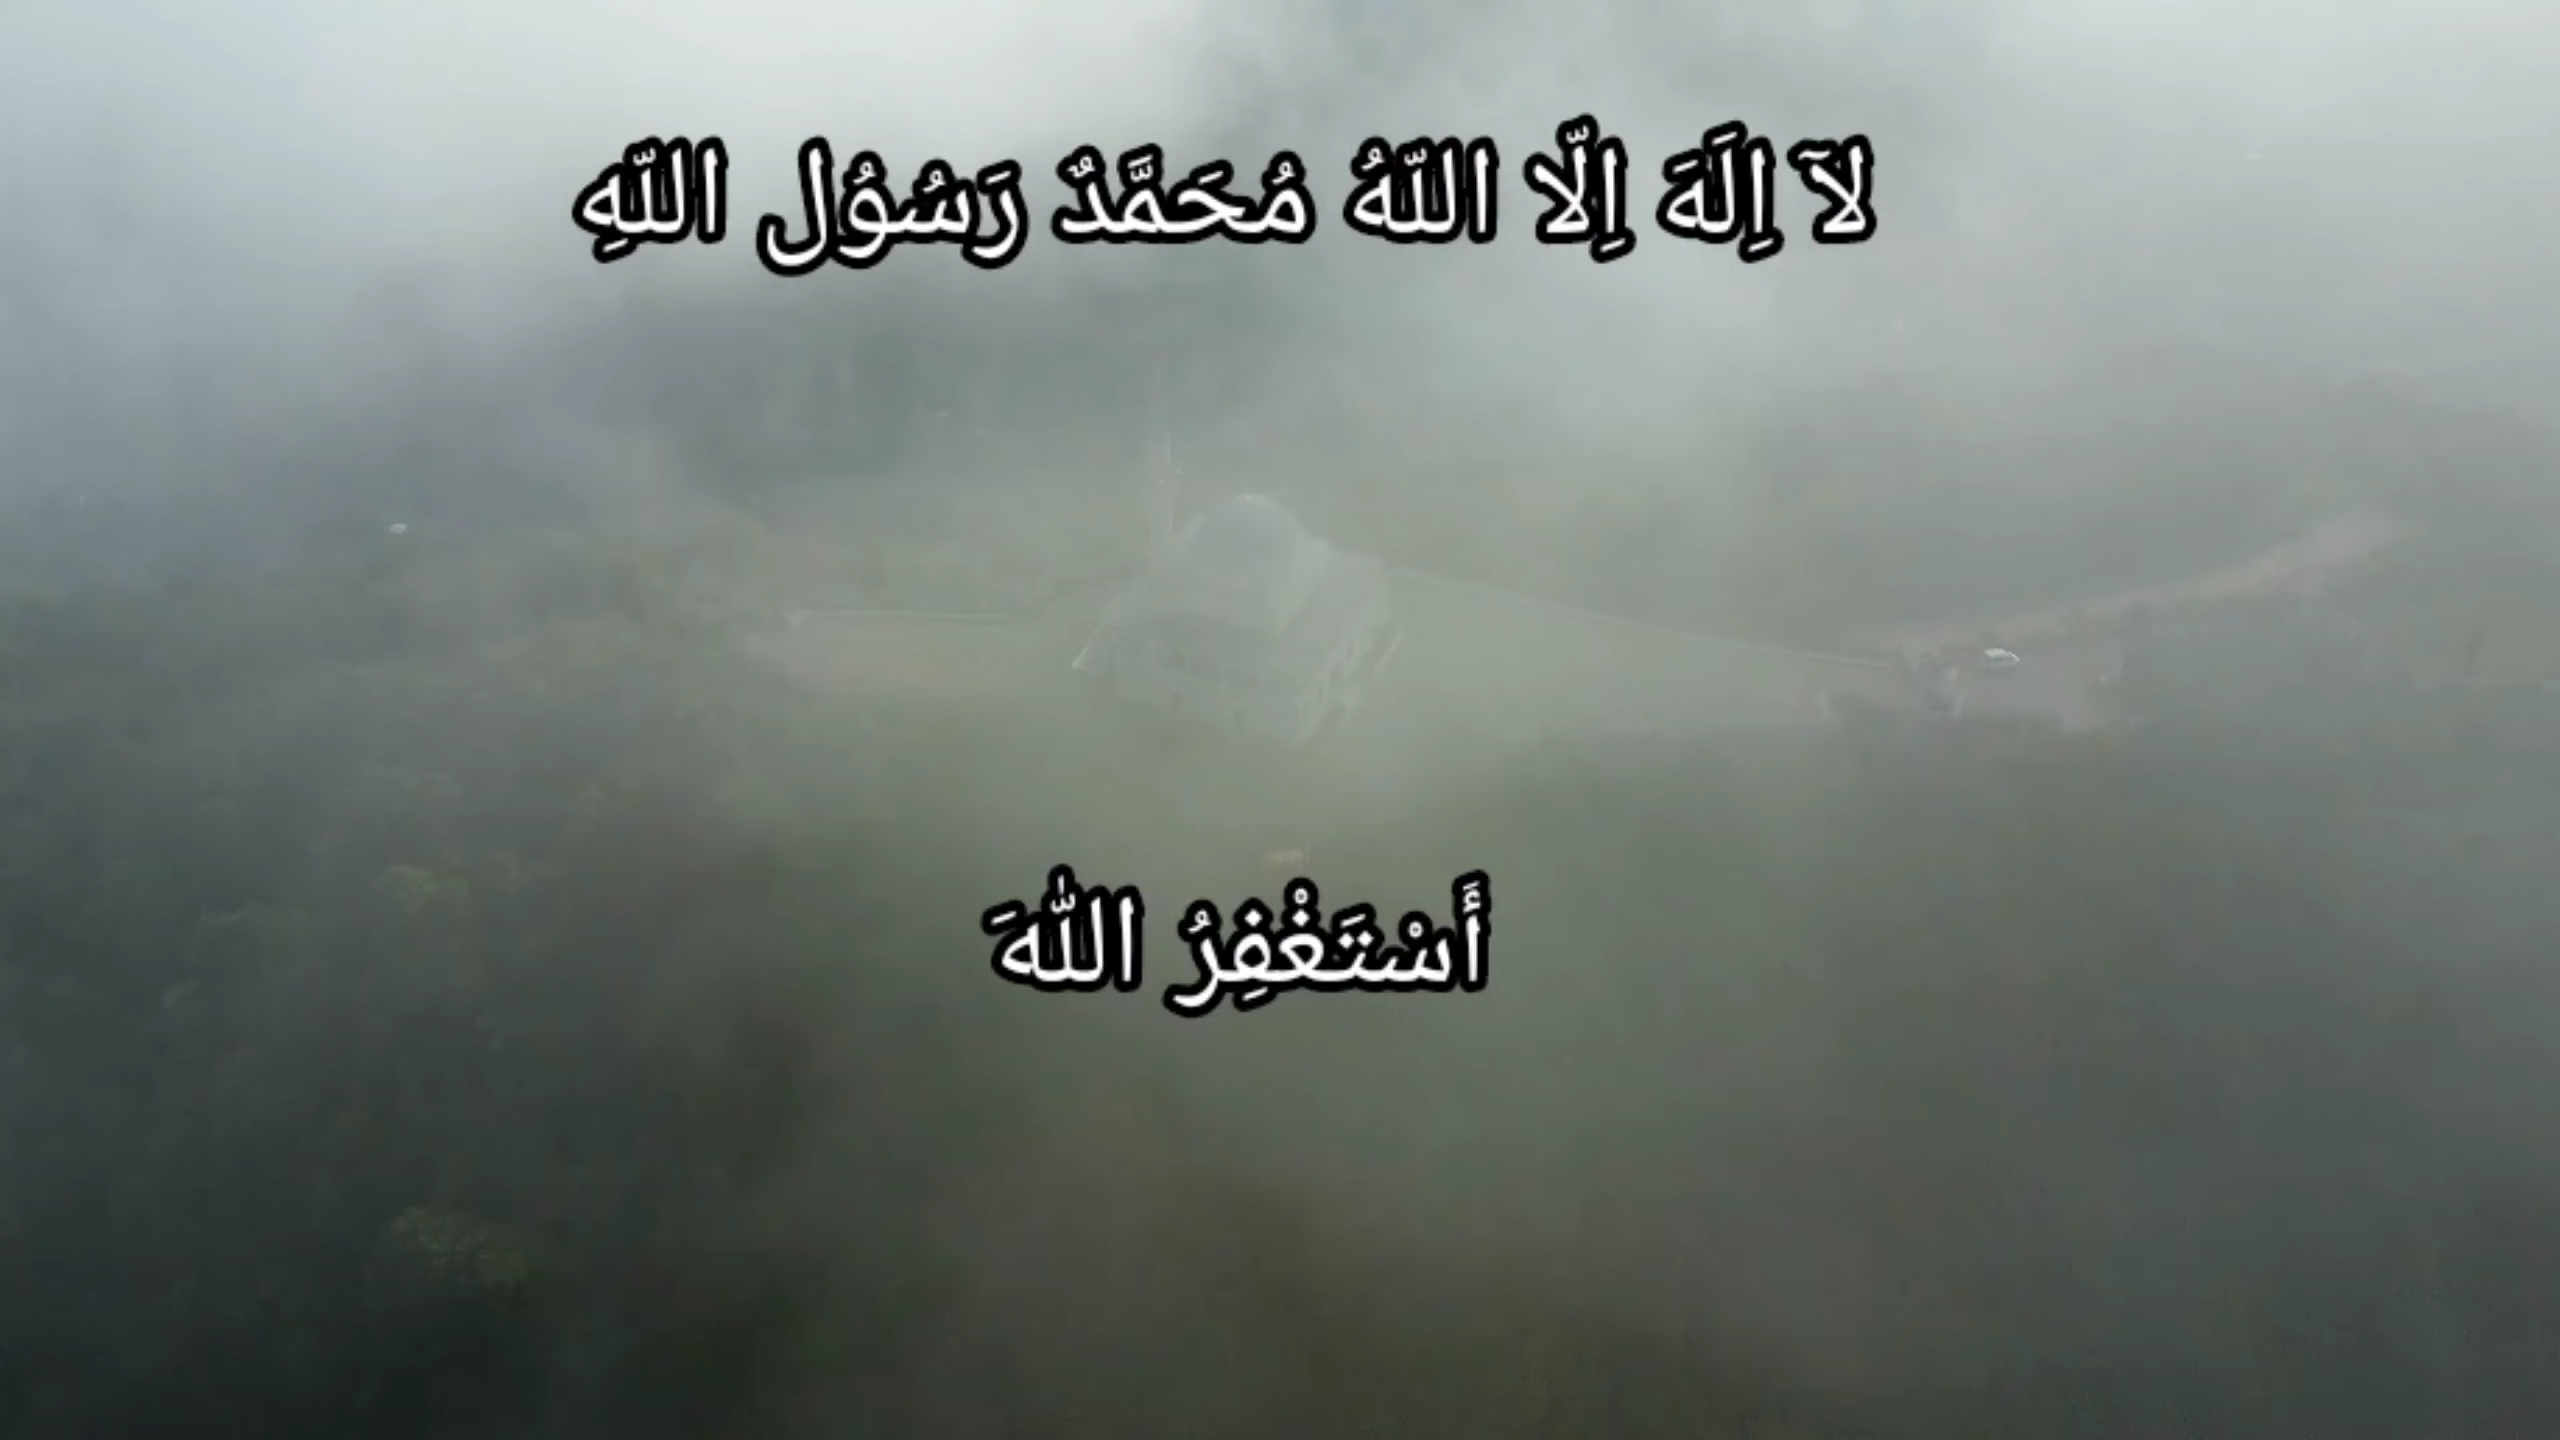 لآ اِلَهَ اِلّا اللّهُ مُحَمَّدٌ رَسُوُل اللّهِ
أَسْتَغْفِرُ اللّٰهَ